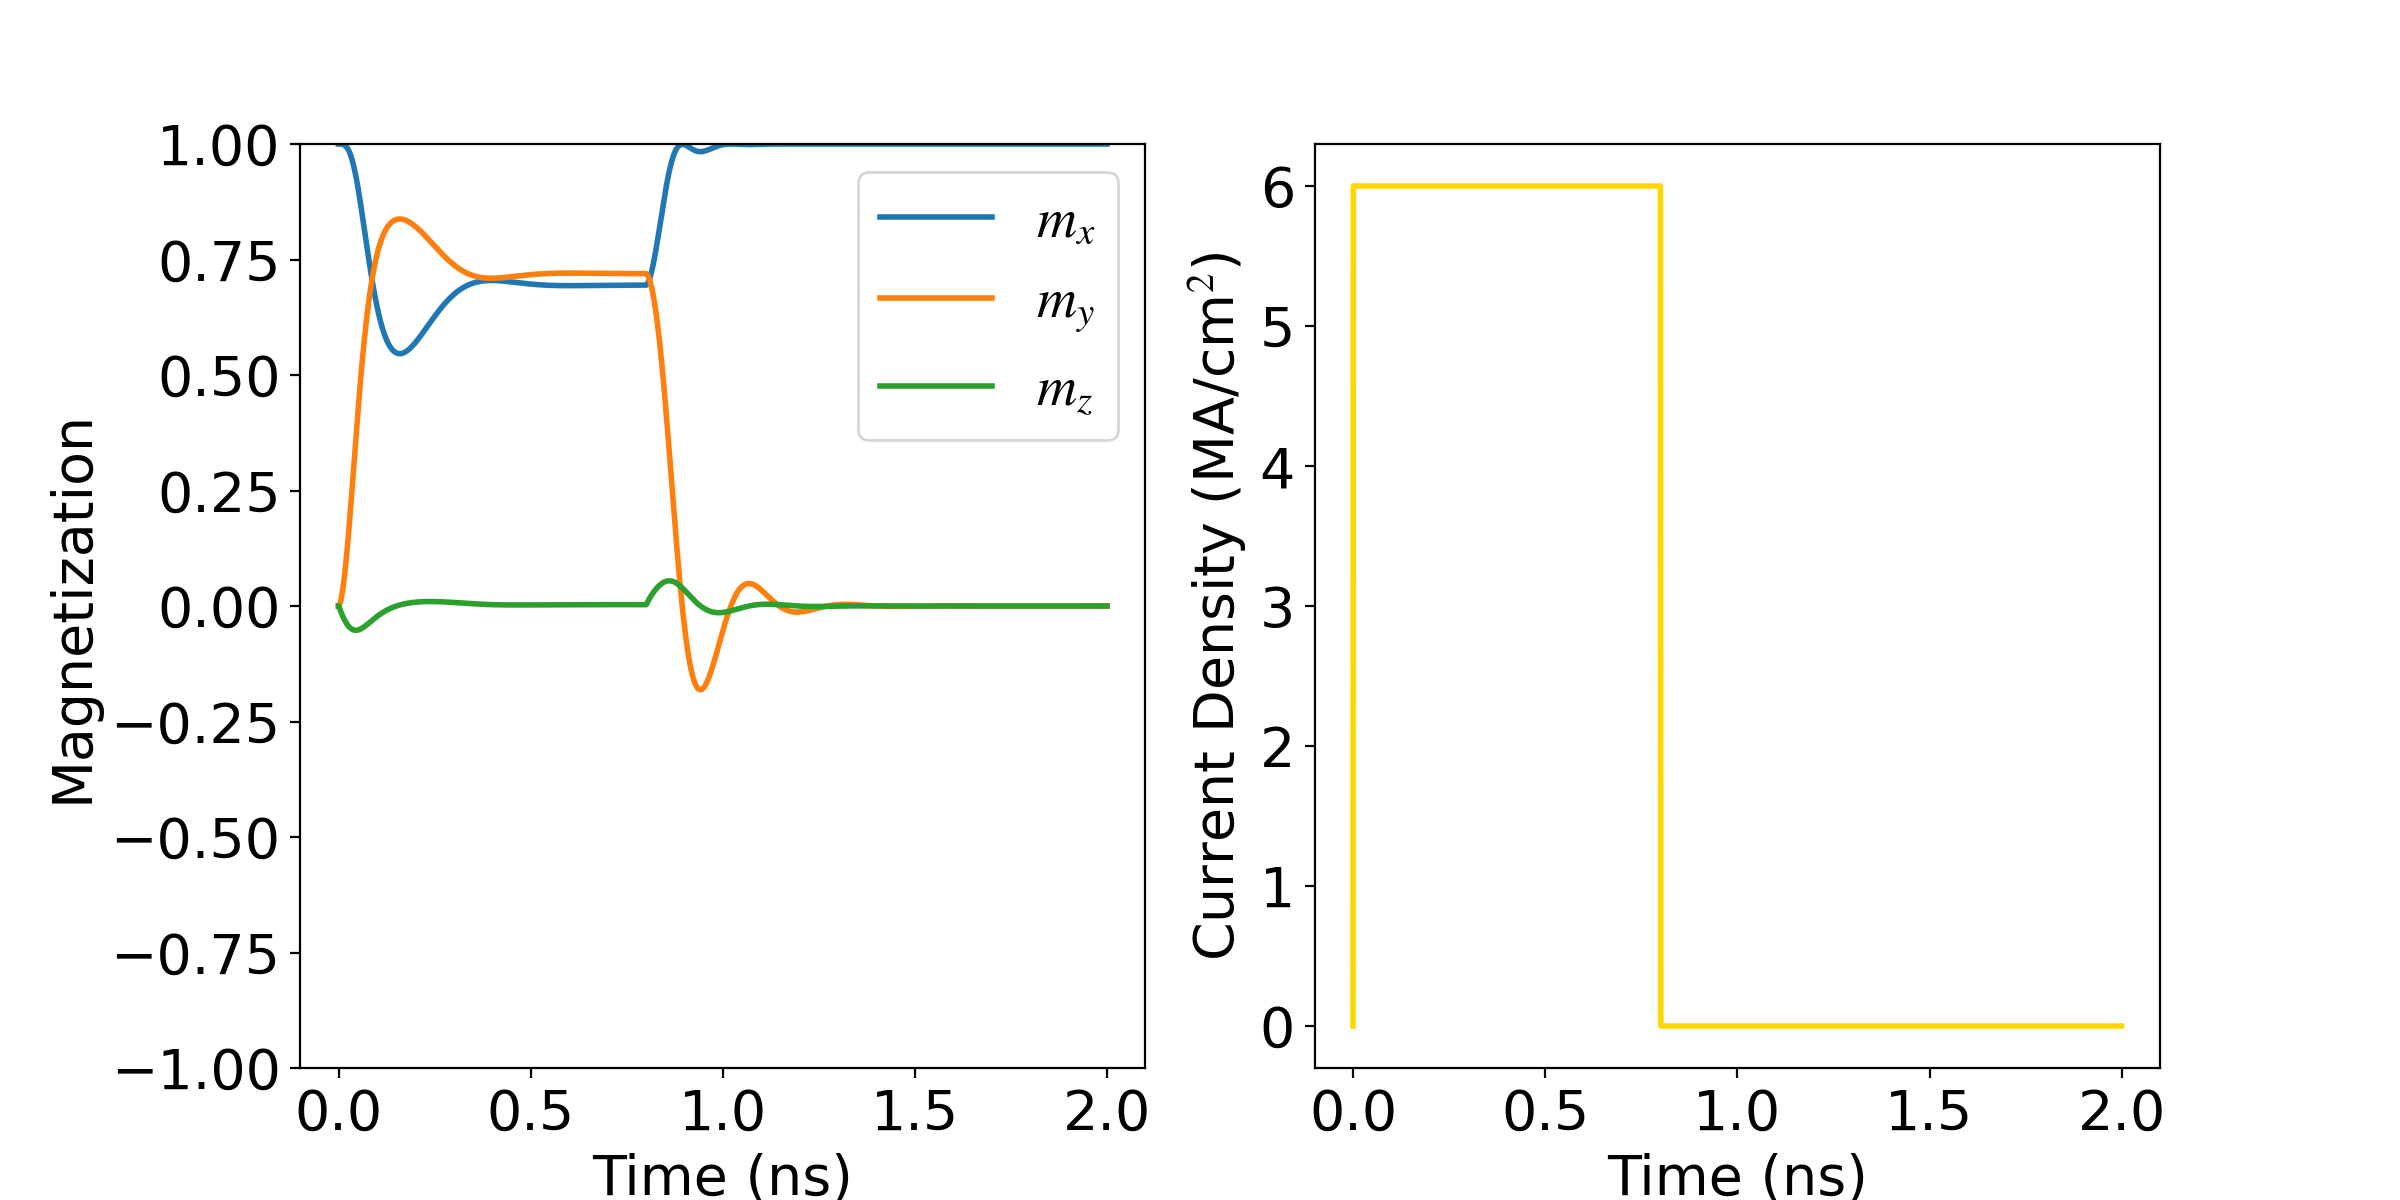 Magnetization
1.00
0.75
0.50
0.25
0.00
−0.25
−0.50
−0.75
−1.00
0.0 0.5 1.0 1.5 2.0
Time (ns)
m_x
m_y
m_z
Current Density (MA/cm²)
6
5
4
3
2
1
0
0.0 0.5 1.0 1.5 2.0
Time (ns)